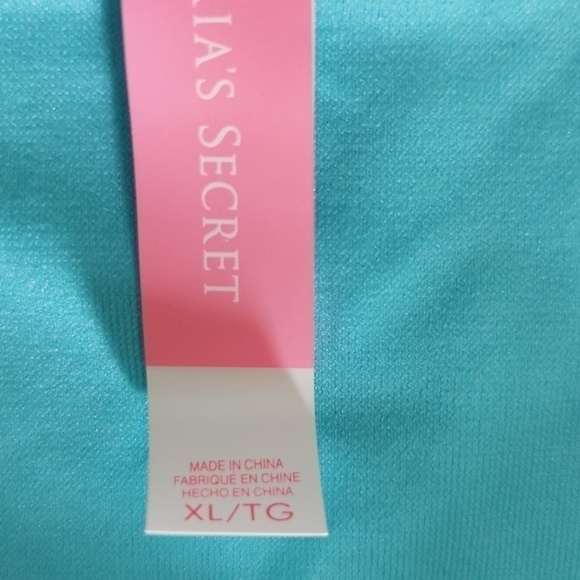 RIA'S SECRET
MADE IN CHINA
FABRIQUÉ EN CHINE
HECHO EN CHINA
XL/TG